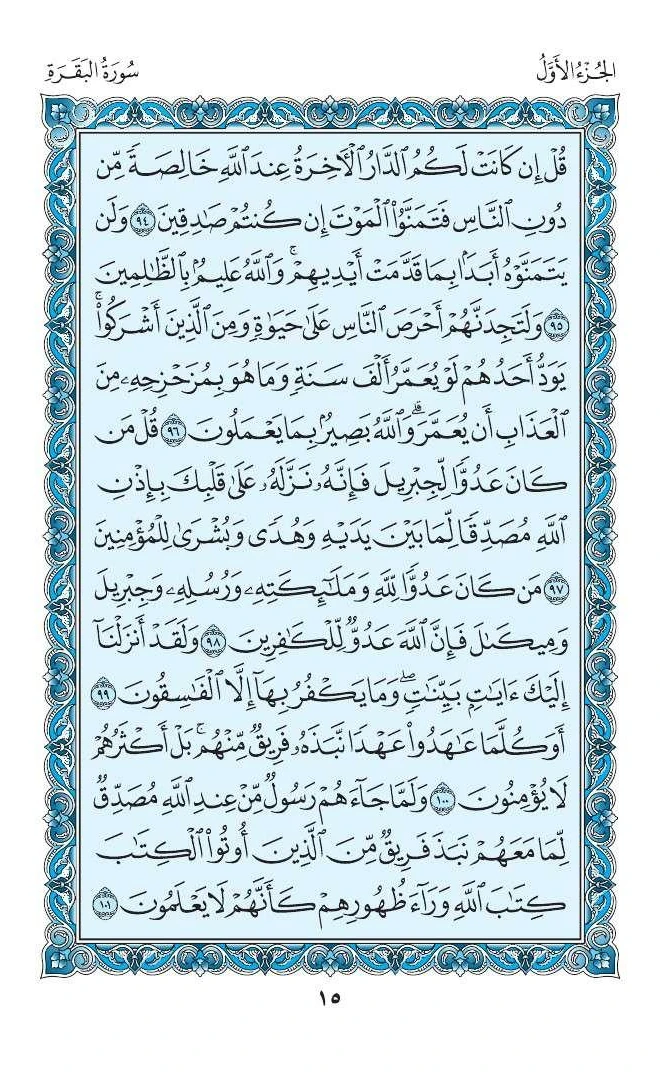 الجُزْءُ الأَوَّلُ
سُورَةُ البَقَرَةِ
قُلْ إِن كَانَتْ لَكُمُ ٱلدَّارُ ٱلْـَٔاخِرَةُ عِندَ ٱللَّهِ خَالِصَةً مِّن
دُونِ ٱلنَّاسِ فَتَمَنَّوُا۟ ٱلْمَوْتَ إِن كُنتُمْ صَـٰدِقِينَ ٩٤ وَلَن
يَتَمَنَّوْهُ أَبَدًۢا بِمَا قَدَّمَتْ أَيْدِيهِمْ ۗ وَٱللَّهُ عَلِيمٌۢ بِٱلظَّـٰلِمِينَ
٩٥ وَلَتَجِدَنَّهُمْ أَحْرَصَ ٱلنَّاسِ عَلَىٰ حَيَوٰةٍ وَمِنَ ٱلَّذِينَ أَشْرَكُوا۟ ۚ
يَوَدُّ أَحَدُهُمْ لَوْ يُعَمَّرُ أَلْفَ سَنَةٍ وَمَا هُوَ بِمُزَحْزِحِهِۦ مِنَ
ٱلْعَذَابِ أَن يُعَمَّرَ ۗ وَٱللَّهُ بَصِيرٌۢ بِمَا يَعْمَلُونَ ٩٦ قُلْ مَن
كَانَ عَدُوًّا لِّجِبْرِيلَ فَإِنَّهُۥ نَزَّلَهُۥ عَلَىٰ قَلْبِكَ بِإِذْنِ
ٱللَّهِ مُصَدِّقًا لِّمَا بَيْنَ يَدَيْهِ وَهُدًى وَبُشْرَىٰ لِلْمُؤْمِنِينَ
٩٧ مَن كَانَ عَدُوًّا لِّلَّهِ وَمَلَـٰٓئِكَتِهِۦ وَرُسُلِهِۦ وَجِبْرِيلَ
وَمِيكَىٰلَ فَإِنَّ ٱللَّهَ عَدُوٌّ لِّلْكَـٰفِرِينَ ٩٨ وَلَقَدْ أَنزَلْنَآ
إِلَيْكَ ءَايَـٰتٍۭ بَيِّنَـٰتٍ ۖ وَمَا يَكْفُرُ بِهَآ إِلَّا ٱلْفَـٰسِقُونَ ٩٩
أَوَكُلَّمَا عَـٰهَدُوا۟ عَهْدًا نَّبَذَهُۥ فَرِيقٌ مِّنْهُم ۚ بَلْ أَكْثَرُهُمْ
لَا يُؤْمِنُونَ ١٠٠ وَلَمَّا جَآءَهُمْ رَسُولٌ مِّنْ عِندِ ٱللَّهِ مُصَدِّقٌ
لِّمَا مَعَهُمْ نَبَذَ فَرِيقٌ مِّنَ ٱلَّذِينَ أُوتُوا۟ ٱلْكِتَـٰبَ
كِتَـٰبَ ٱللَّهِ وَرَآءَ ظُهُورِهِمْ كَأَنَّهُمْ لَا يَعْلَمُونَ ١٠١
١٥